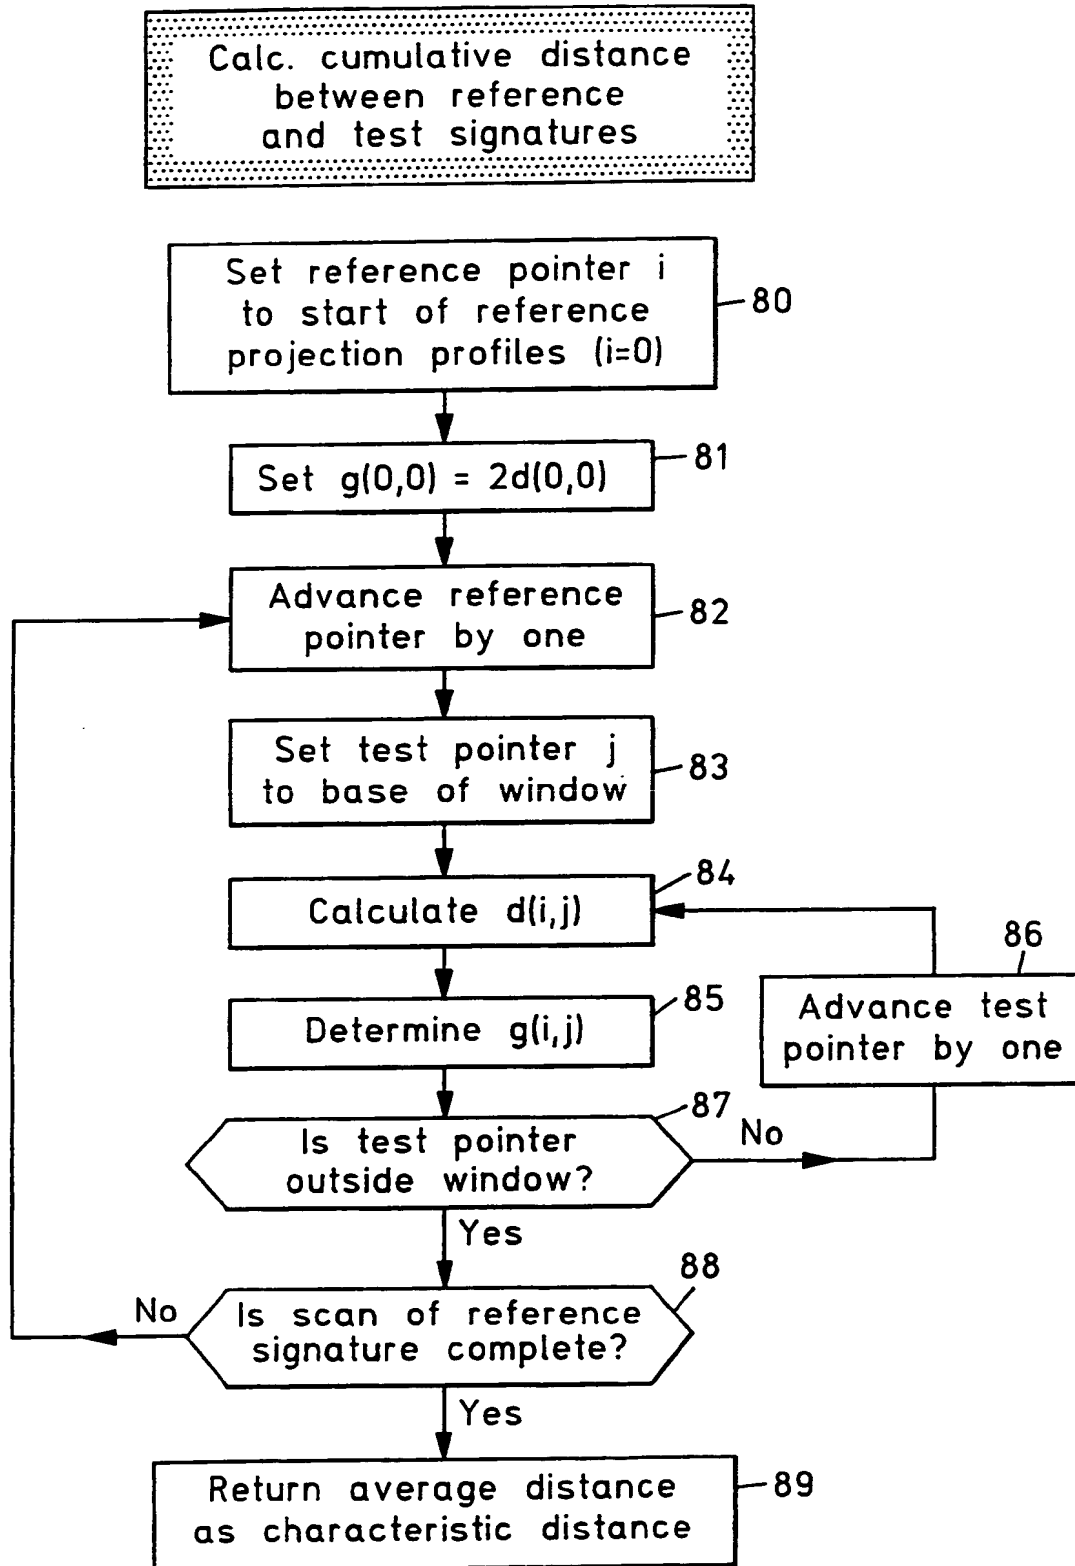 Calc. cumulative distance
between reference
and test signatures
Set reference pointer i
to start of reference
projection profiles (i=0)
80
Set g(0,0) = 2d(0,0)
81
Advance reference
pointer by one
82
Set test pointer j
to base of window
83
Calculate d(i,j)
84
Determine g(i,j)
85
86
Advance test
pointer by one
Is test pointer
outside window?
87
No
Yes
Is scan of reference
signature complete?
88
No
Yes
Return average distance
as characteristic distance
89